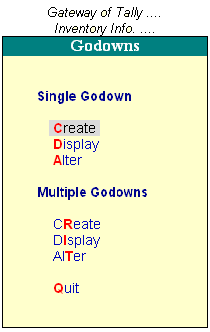 Gateway of Tally ....
Inventory Info. ....
Godowns
Single Godown
Create
Display
Alter
Multiple Godowns
CReate
DIsplay
AlTer
Quit